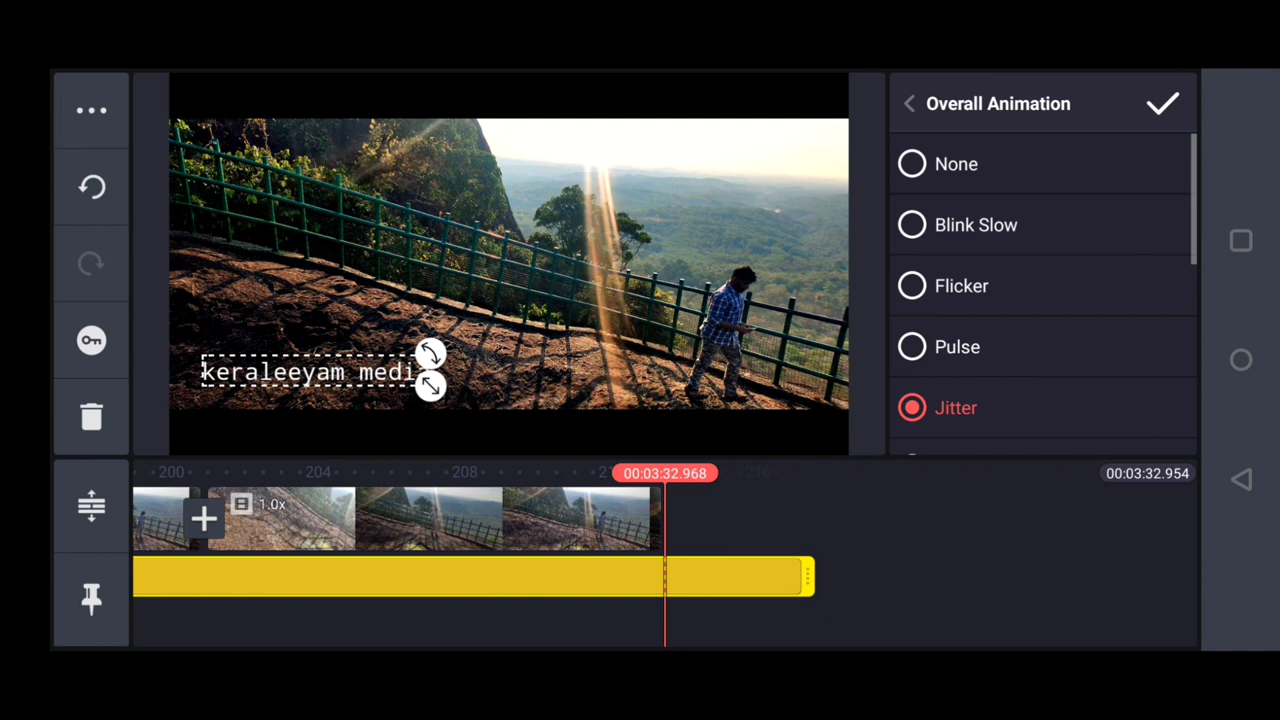 Overall Animation
None
Blink Slow
Flicker
Pulse
Jitter
keraleeyam medi
200
204
208
00:03:32.968
216
00:03:32.954
1.0x